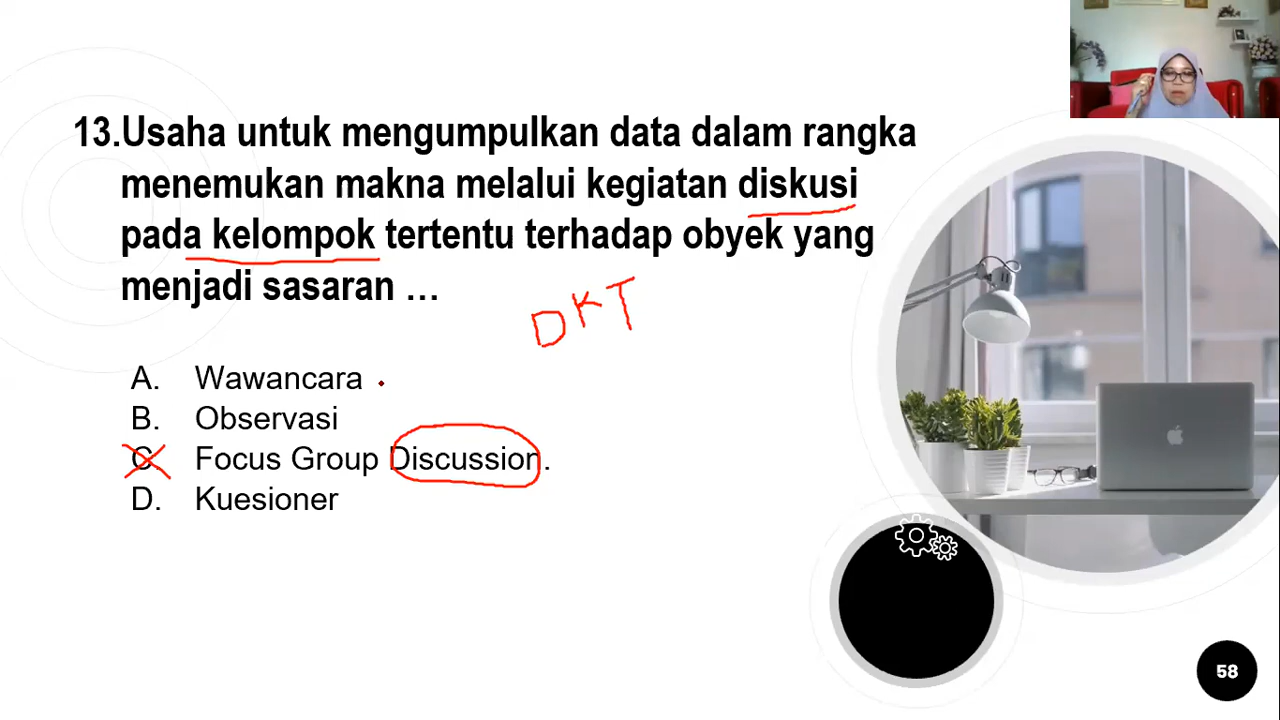 13.Usaha untuk mengumpulkan data dalam rangka
menemukan makna melalui kegiatan diskusi
pada kelompok tertentu terhadap obyek yang
menjadi sasaran ...
DKT
A. Wawancara
B. Observasi
C. Focus Group Discussion.
D. Kuesioner
58